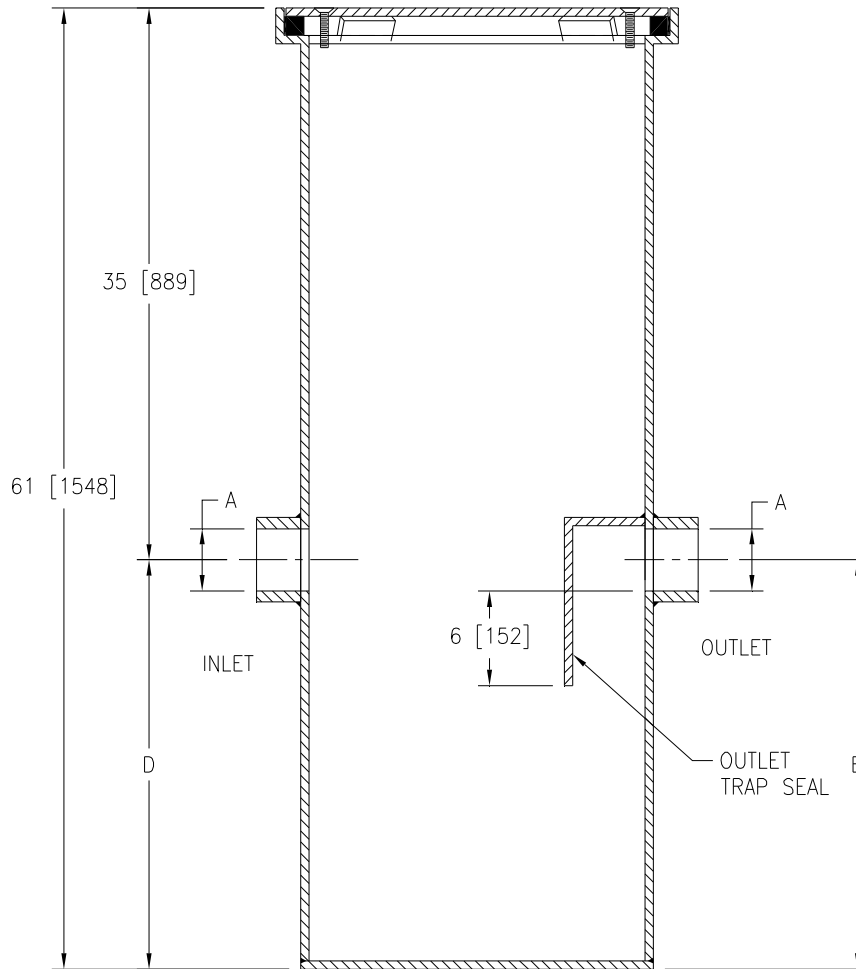 35 [889]
61 [1548]
A
A
6 [152]
INLET
OUTLET
D
OUTLET
TRAP SEAL